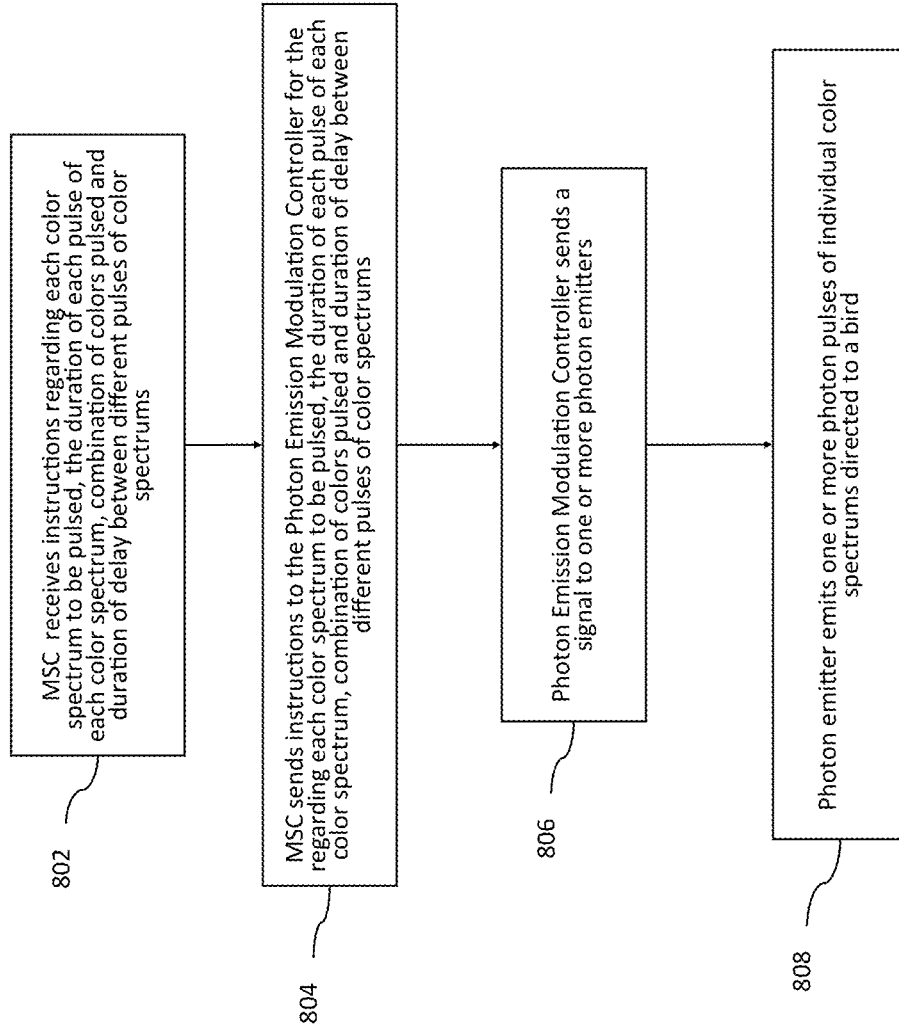 MSC receives instructions regarding each color
spectrum to be pulsed, the duration of each pulse of
each color spectrum, combination of colors pulsed and
duration of delay between different pulses of color
spectrums
802
MSC sends instructions to the Photon Emission Modulation Controller for the
regarding each color spectrum to be pulsed, the duration of each pulse of each
color spectrum, combination of colors pulsed and duration of delay between
different pulses of color spectrums
804
Photon Emission Modulation Controller sends a
signal to one or more photon emitters
806
Photon emitter emits one or more photon pulses of individual color
spectrums directed to a bird
808